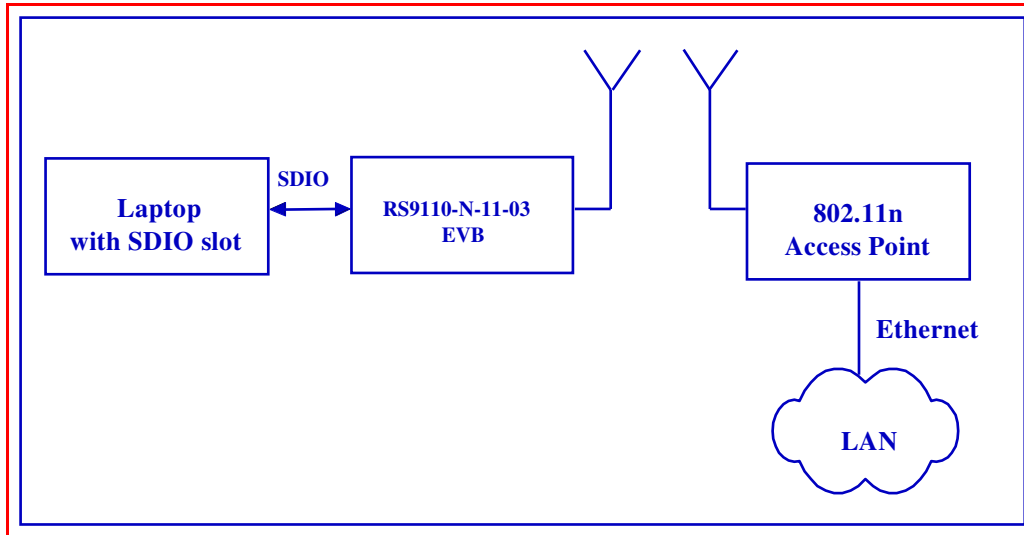 SDIO
Laptop
with SDIO slot
RS9110-N-11-03
EVB
802.11n
Access Point
Ethernet
LAN